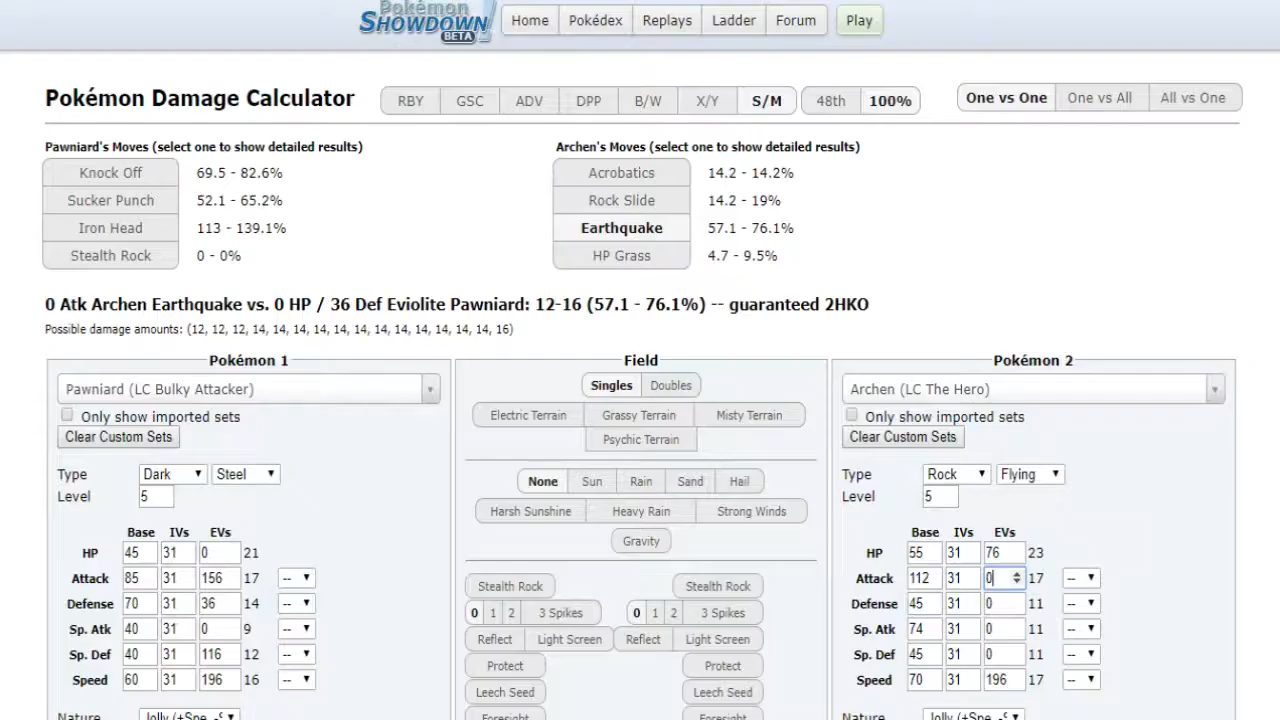 Pokémon
SHOWDOWN
BETA
Home Pokédex Replays Ladder Forum Play
Pokémon Damage Calculator RBY GSC ADV DPP B/W X/Y S/M 48th 100% One vs One One vs All All vs One
Pawniard's Moves (select one to show detailed results) Archen's Moves (select one to show detailed results)
Knock Off 69.5 - 82.6% Acrobatics 14.2 - 14.2%
Sucker Punch 52.1 - 65.2% Rock Slide 14.2 - 19%
Iron Head 113 - 139.1% Earthquake 57.1 - 76.1%
Stealth Rock 0 - 0% HP Grass 4.7 - 9.5%
0 Atk Archen Earthquake vs. 0 HP / 36 Def Eviolite Pawniard: 12-16 (57.1 - 76.1%) -- guaranteed 2HKO
Possible damage amounts: (12, 12, 12, 14, 14, 14, 14, 14, 14, 14, 14, 14, 14, 14, 14, 16)
Pokémon 1 Field Pokémon 2
Pawniard (LC Bulky Attacker) Singles Doubles Archen (LC The Hero)
Only show imported sets Electric Terrain Grassy Terrain Misty Terrain Only show imported sets
Clear Custom Sets Psychic Terrain Clear Custom Sets
Type Dark Steel None Sun Rain Sand Hail Type Rock Flying
Level 5 Harsh Sunshine Heavy Rain Strong Winds Level 5
Base IVs EVs Gravity Base IVs EVs
HP 45 31 0 21 HP 55 31 76 23
Attack 85 31 156 17 -- Stealth Rock Stealth Rock Attack 112 31 0 17 --
Defense 70 31 36 14 -- 0 1 2 3 Spikes 0 1 2 3 Spikes Defense 45 31 0 11 --
Sp. Atk 40 31 0 9 -- Reflect Light Screen Reflect Light Screen Sp. Atk 74 31 0 11 --
Sp. Def 40 31 116 12 -- Protect Protect Sp. Def 45 31 0 11 --
Speed 60 31 196 16 -- Leech Seed Leech Seed Speed 70 31 196 17 --
Nature Jolly (+Spe, Foresight Foresight Nature Jolly (+Spe,